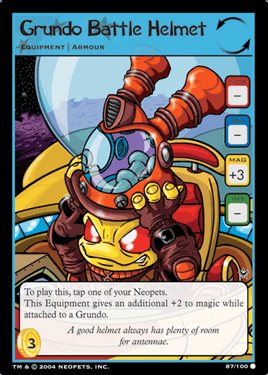 Grundo Battle Helmet
Equipment | Armour
-
-
MAG
+3
INT
-
To play this, tap one of your Neopets.
This Equipment gives an additional +2 to magic while
attached to a Grundo.
3
A good helmet always has plenty of room
for antennae.
TM & © 2004 NEOPETS, INC.
87/100